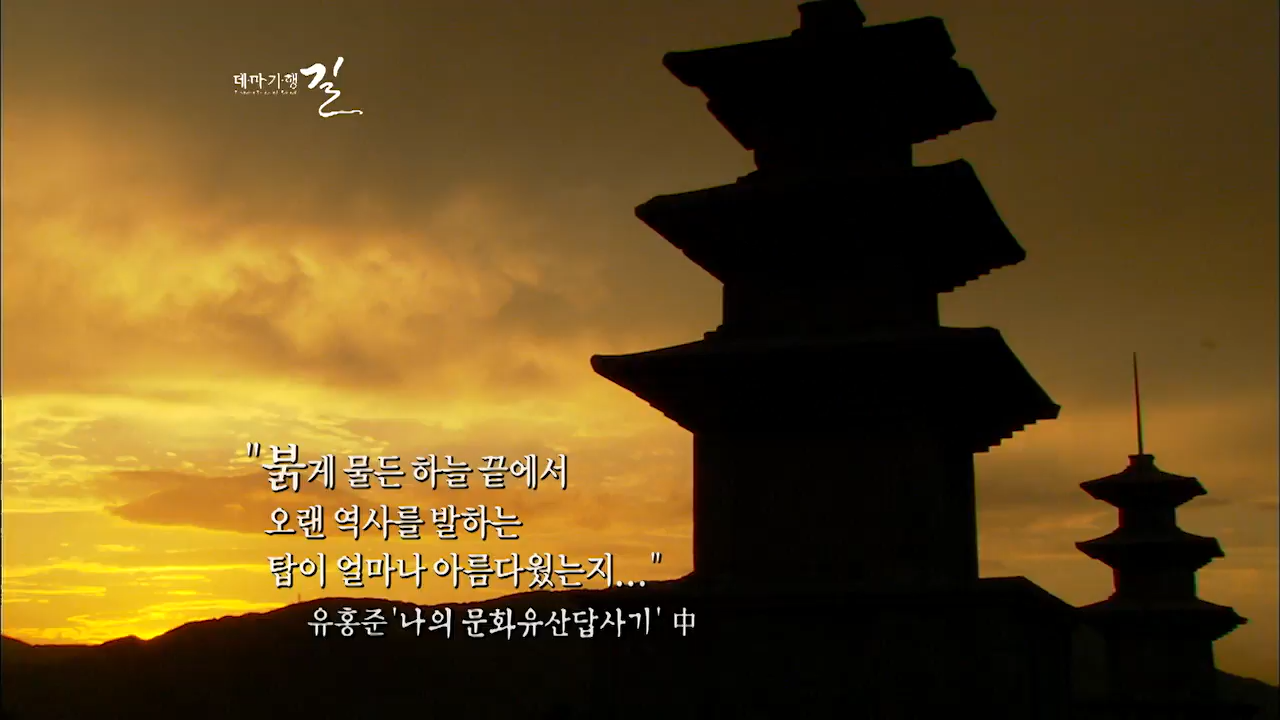 테마기행 길
"붉게 물든 하늘 끝에서
오랜 역사를 발하는
탑이 얼마나 아름다웠는지..."
유홍준 '나의 문화유산답사기' 中